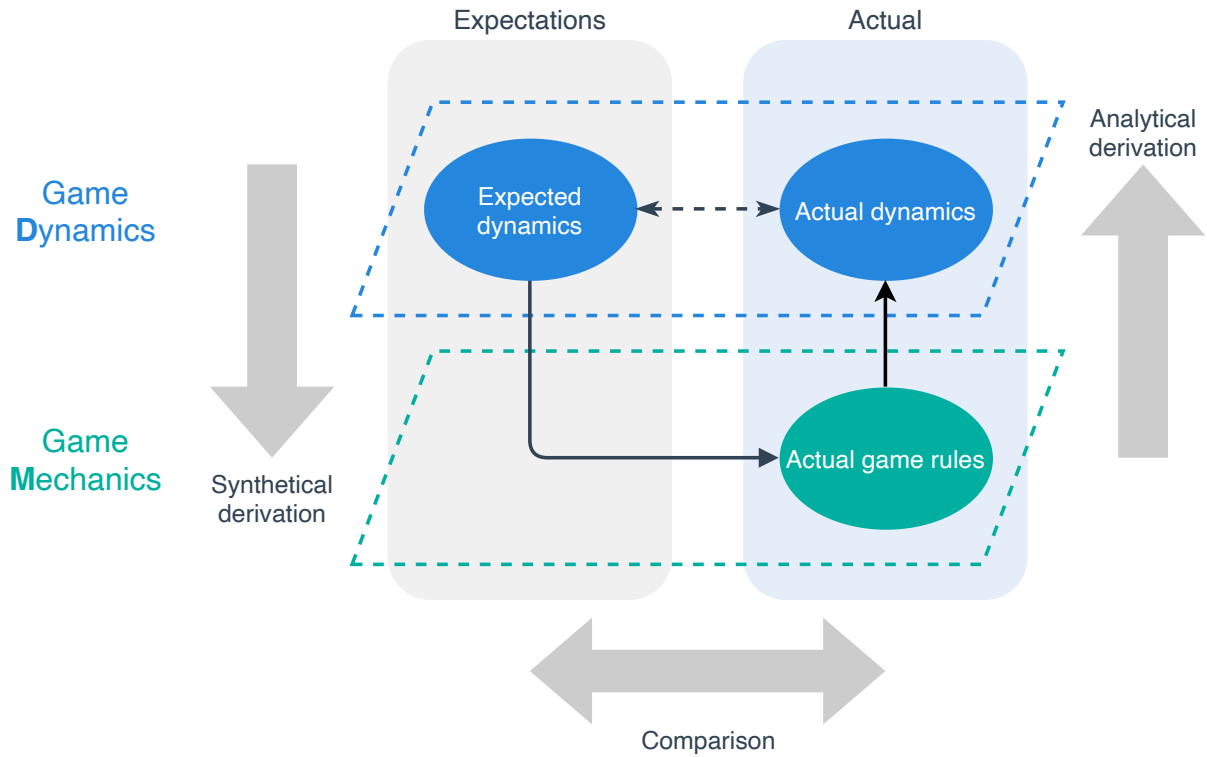 Expectations
Actual
Analytical
derivation
Game
Dynamics
Expected
dynamics
Actual dynamics
Game
Mechanics
Synthetical
derivation
Actual game rules
Comparison